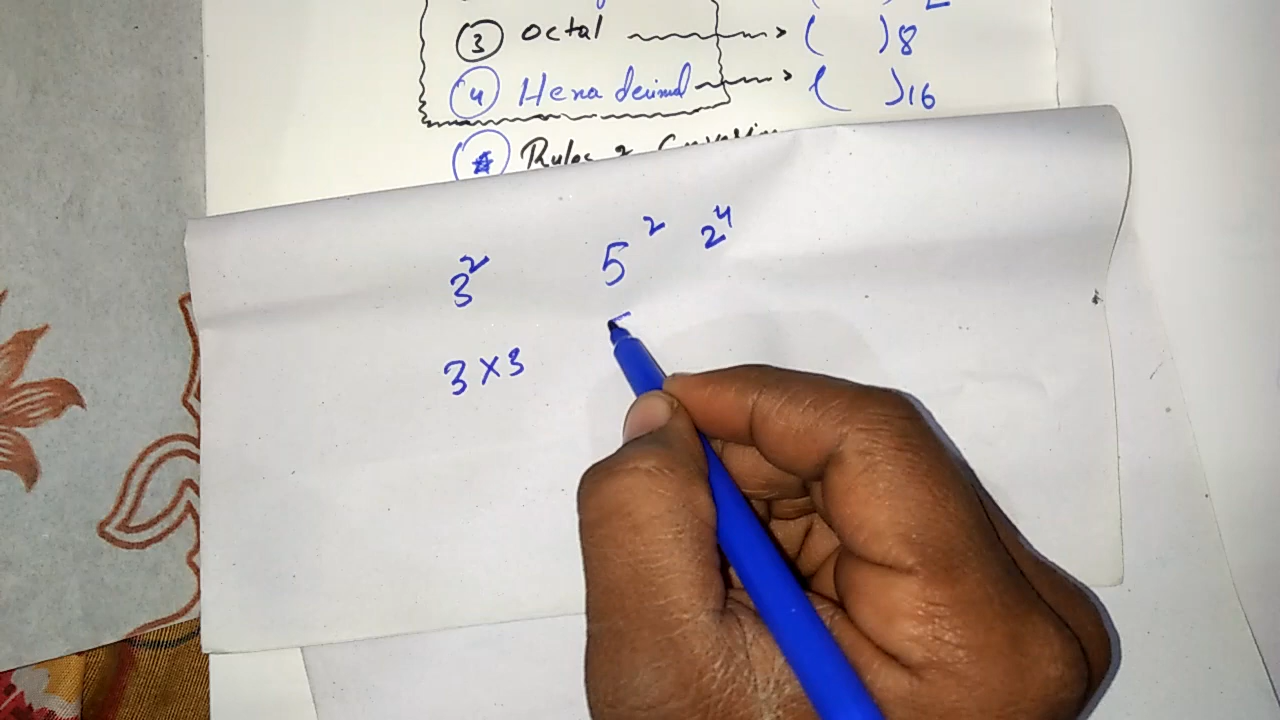 ③ Octal ( )8
④ Hexa decimal ( )16
Rules
3² 5² 2⁴
3 × 3